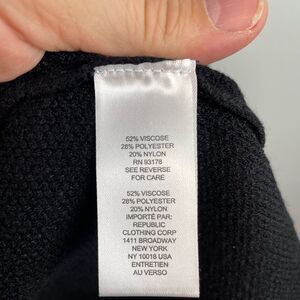 52% VISCOSE
28% POLYESTER
20% NYLON
RN 93178
SEE REVERSE
FOR CARE
52% VISCOSE
28% POLYESTER
20% NYLON
IMPORTÉ PAR:
REPUBLIC
CLOTHING CORP
1411 BROADWAY
NEW YORK
NY 10018 USA
ENTRETIEN
AU VERSO